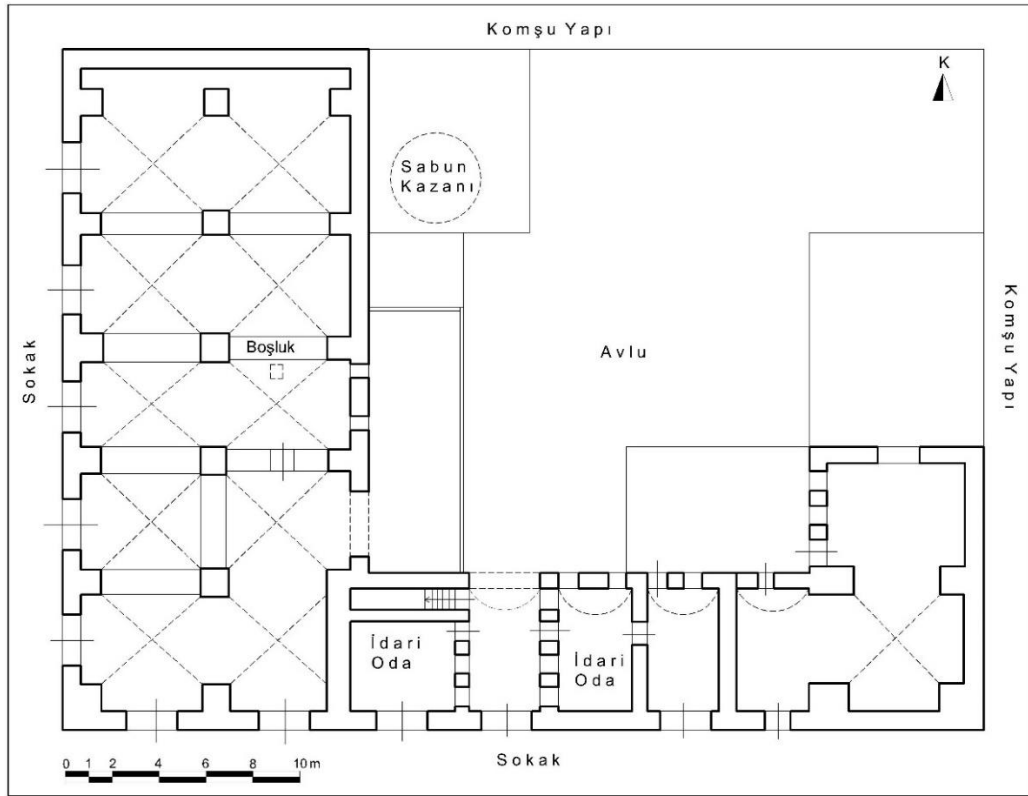 Komşu Yapı
K
Sabun
Kazanı
Boşluk
Avlu
Sokak
Komşu Yapı
İdari
Oda
İdari
Oda
Sokak
0 1 2 4 6 8 10m